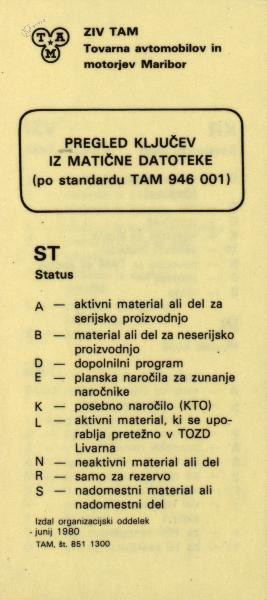 TAM
ZIV TAM
Tovarna avtomobilov in
motorjev Maribor
PREGLED KLJUČEV
IZ MATIČNE DATOTEKE
(po standardu TAM 946 001)
ST
Status
A — aktivni material ali del za
serijsko proizvodnjo
B — material ali del za neserijsko
proizvodnjo
D — dopolnilni program
E — planska naročila za zunanje
naročnike
K — posebno naročilo (KTO)
L — aktivni material, ki se upo-
rablja pretežno v TOZD
Livarna
N — neaktivni material ali del
R — samo za rezervo
S — nadomestni material ali
nadomestni del
Izdal organizacijski oddelek
junij 1980
TAM, št. 851 1300